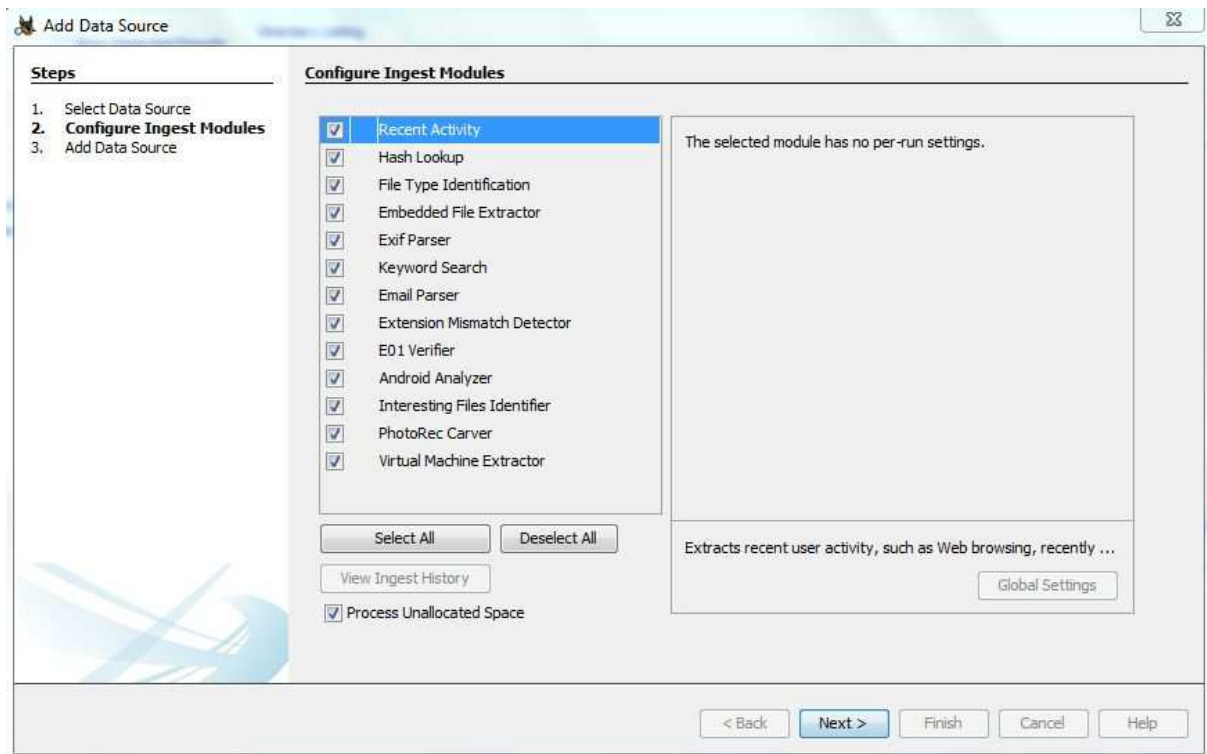 Add Data Source
Steps
1. Select Data Source
2. Configure Ingest Modules
3. Add Data Source
Configure Ingest Modules
Recent Activity
Hash Lookup
File Type Identification
Embedded File Extractor
Exif Parser
Keyword Search
Email Parser
Extension Mismatch Detector
E01 Verifier
Android Analyzer
Interesting Files Identifier
PhotoRec Carver
Virtual Machine Extractor
The selected module has no per-run settings.
Select All Deselect All
View Ingest History
Process Unallocated Space
Extracts recent user activity, such as Web browsing, recently ...
Global Settings
< Back Next > Finish Cancel Help